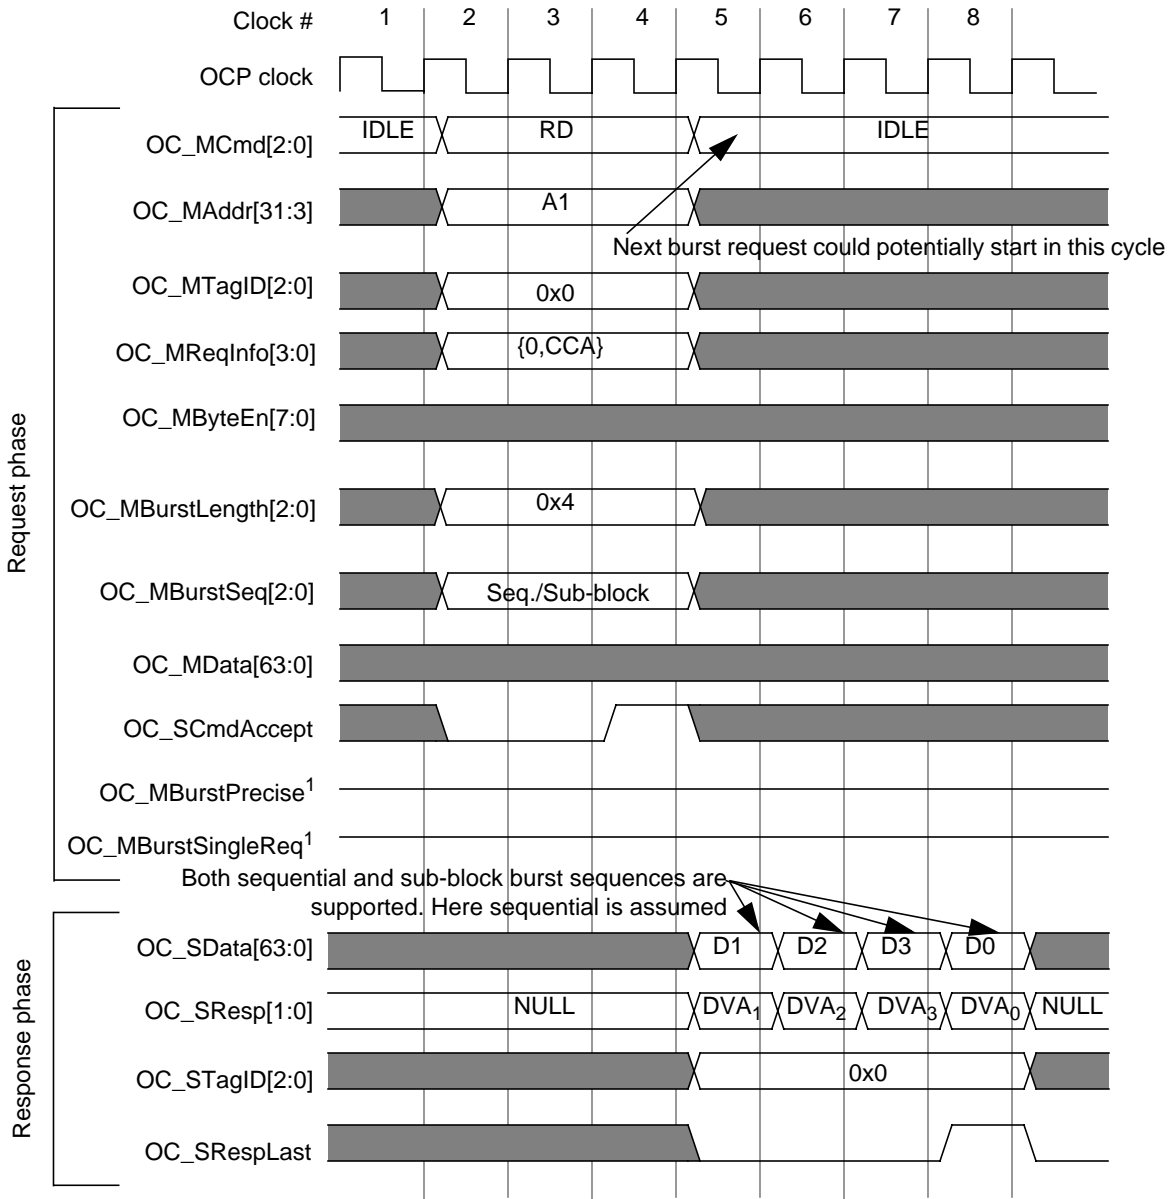 Clock # 1 2 3 4 5 6 7 8
OCP clock
Request phase
OC_MCmd[2:0] IDLE RD IDLE
OC_MAddr[31:3] A1
Next burst request could potentially start in this cycle
OC_MTagID[2:0] 0x0
OC_MReqInfo[3:0] {0,CCA}
OC_MByteEn[7:0]
OC_MBurstLength[2:0] 0x4
OC_MBurstSeq[2:0] Seq./Sub-block
OC_MData[63:0]
OC_SCmdAccept
OC_MBurstPrecise1
OC_MBurstSingleReq1
Both sequential and sub-block burst sequences are
supported. Here sequential is assumed
Response phase
OC_SData[63:0] D1 D2 D3 D0
OC_SResp[1:0] NULL DVA1 DVA2 DVA3 DVA0 NULL
OC_STagID[2:0] 0x0
OC_SRespLast